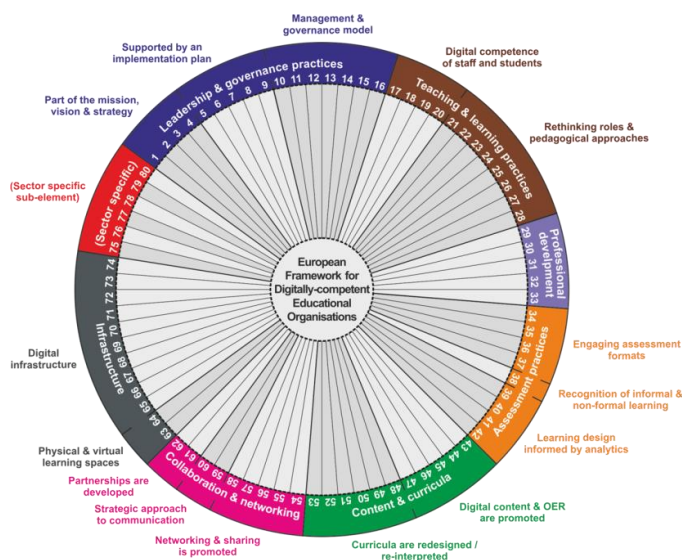 Management &
governance model
Supported by an
implementation plan
Part of the mission,
vision & strategy
(Sector specific
sub-element)
Digital
infrastructure
Physical & virtual
learning spaces
Partnerships are
developed
Strategic approach
to communication
Networking & sharing
is promoted
Curricula are redesigned /
re-interpreted
Digital content & OER
are promoted
Learning design
informed by analytics
Recognition of informal &
non-formal learning
Engaging assessment
formats
Rethinking roles &
pedagogical approaches
Digital competence
of staff and students
Leadership & governance practices
1 2 3 4 5 6 7 8 9 10 11 12 13 14 15 16
Teaching & learning practices
17 18 19 20 21 22 23 24 25 26 27 28
Professional
develpment
29 30 31 32 33
Assessment practices
34 35 36 37 38 39 40 41 42
Content & curricula
43 44 45 46 47 48 49 50 51 52 53
Collaboration & networking
54 55 56 57 58 59 60 61 62
Infrastructure
63 64 65 66 67 68 69 70 71 72 73 74
(Sector specific)
75 76 77 78 79 80
European
Framework for
Digitally-competent
Educational
Organisations